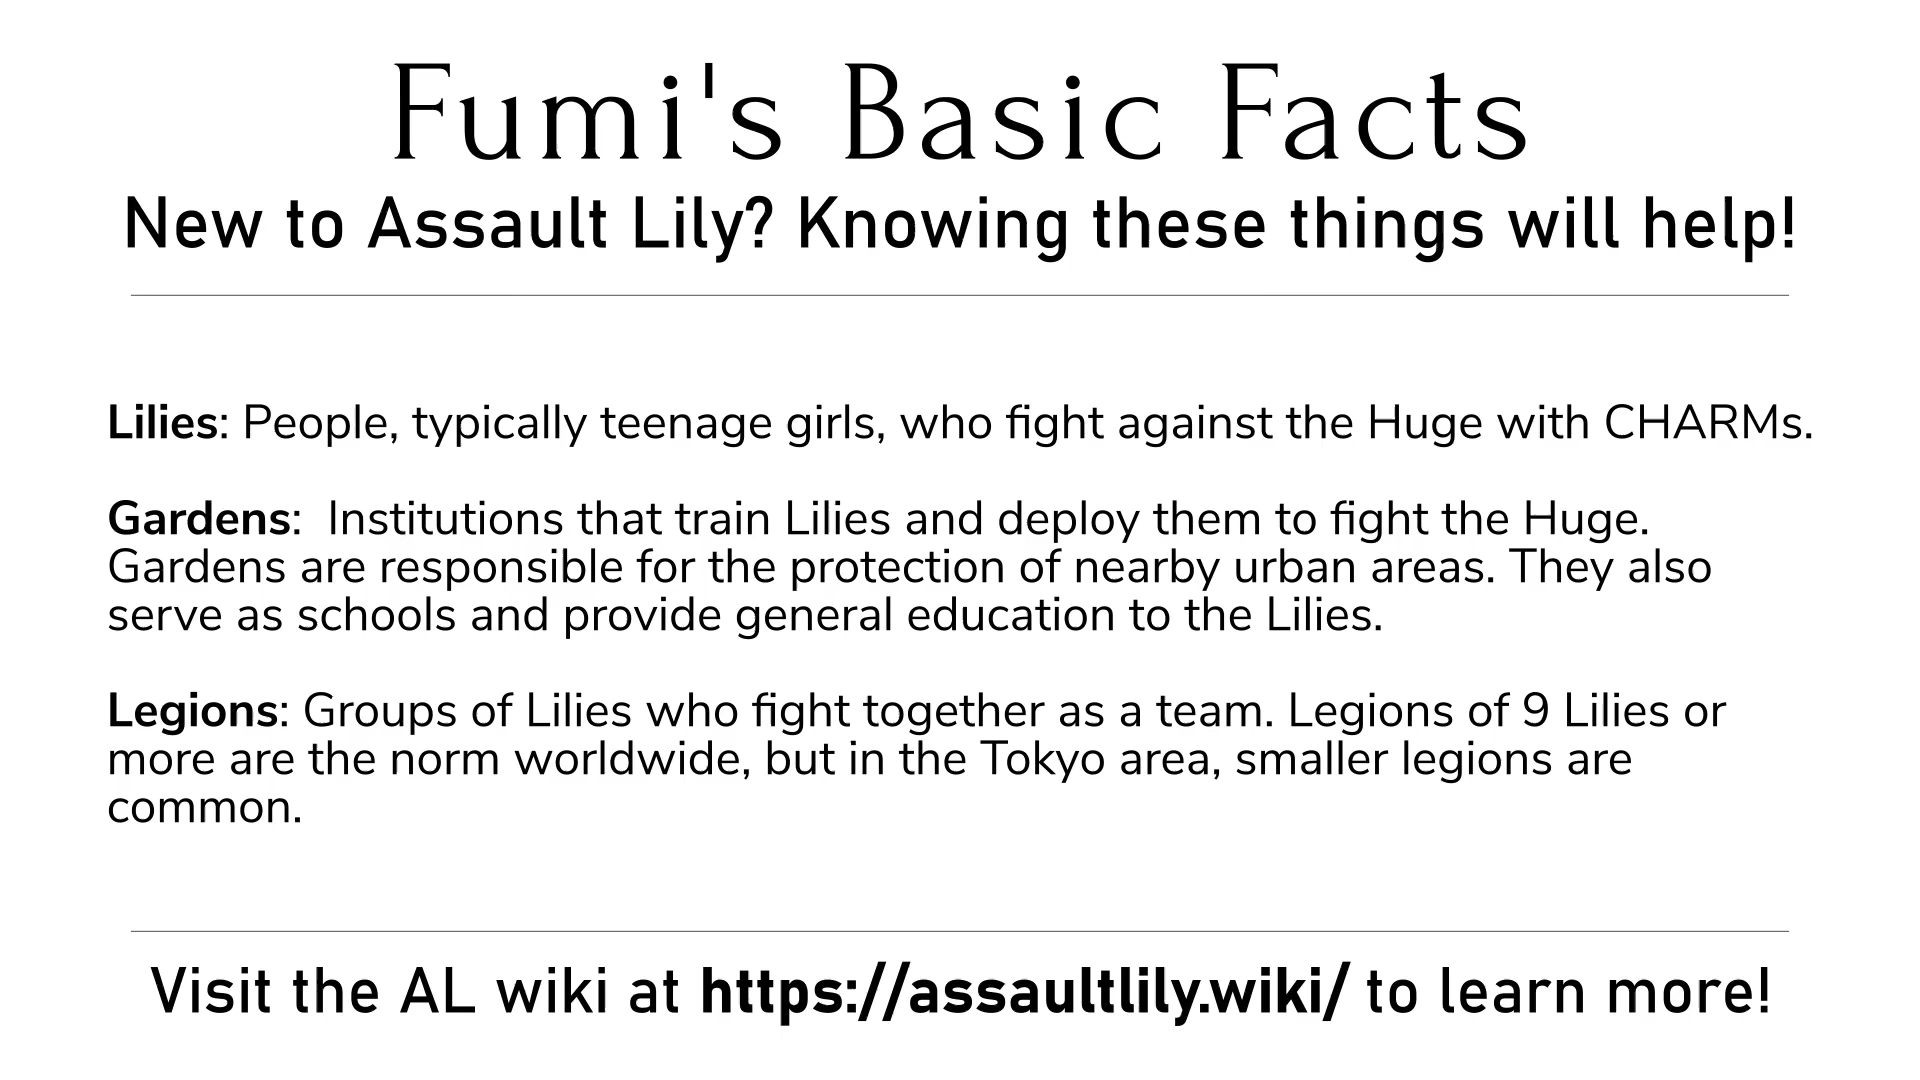 Fumi's Basic Facts
New to Assault Lily? Knowing these things will help!
Lilies: People, typically teenage girls, who fight against the Huge with CHARMs.
Gardens:  Institutions that train Lilies and deploy them to fight the Huge.
Gardens are responsible for the protection of nearby urban areas. They also
serve as schools and provide general education to the Lilies.
Legions: Groups of Lilies who fight together as a team. Legions of 9 Lilies or
more are the norm worldwide, but in the Tokyo area, smaller legions are
common.
Visit the AL wiki at https://assaultlily.wiki/ to learn more!